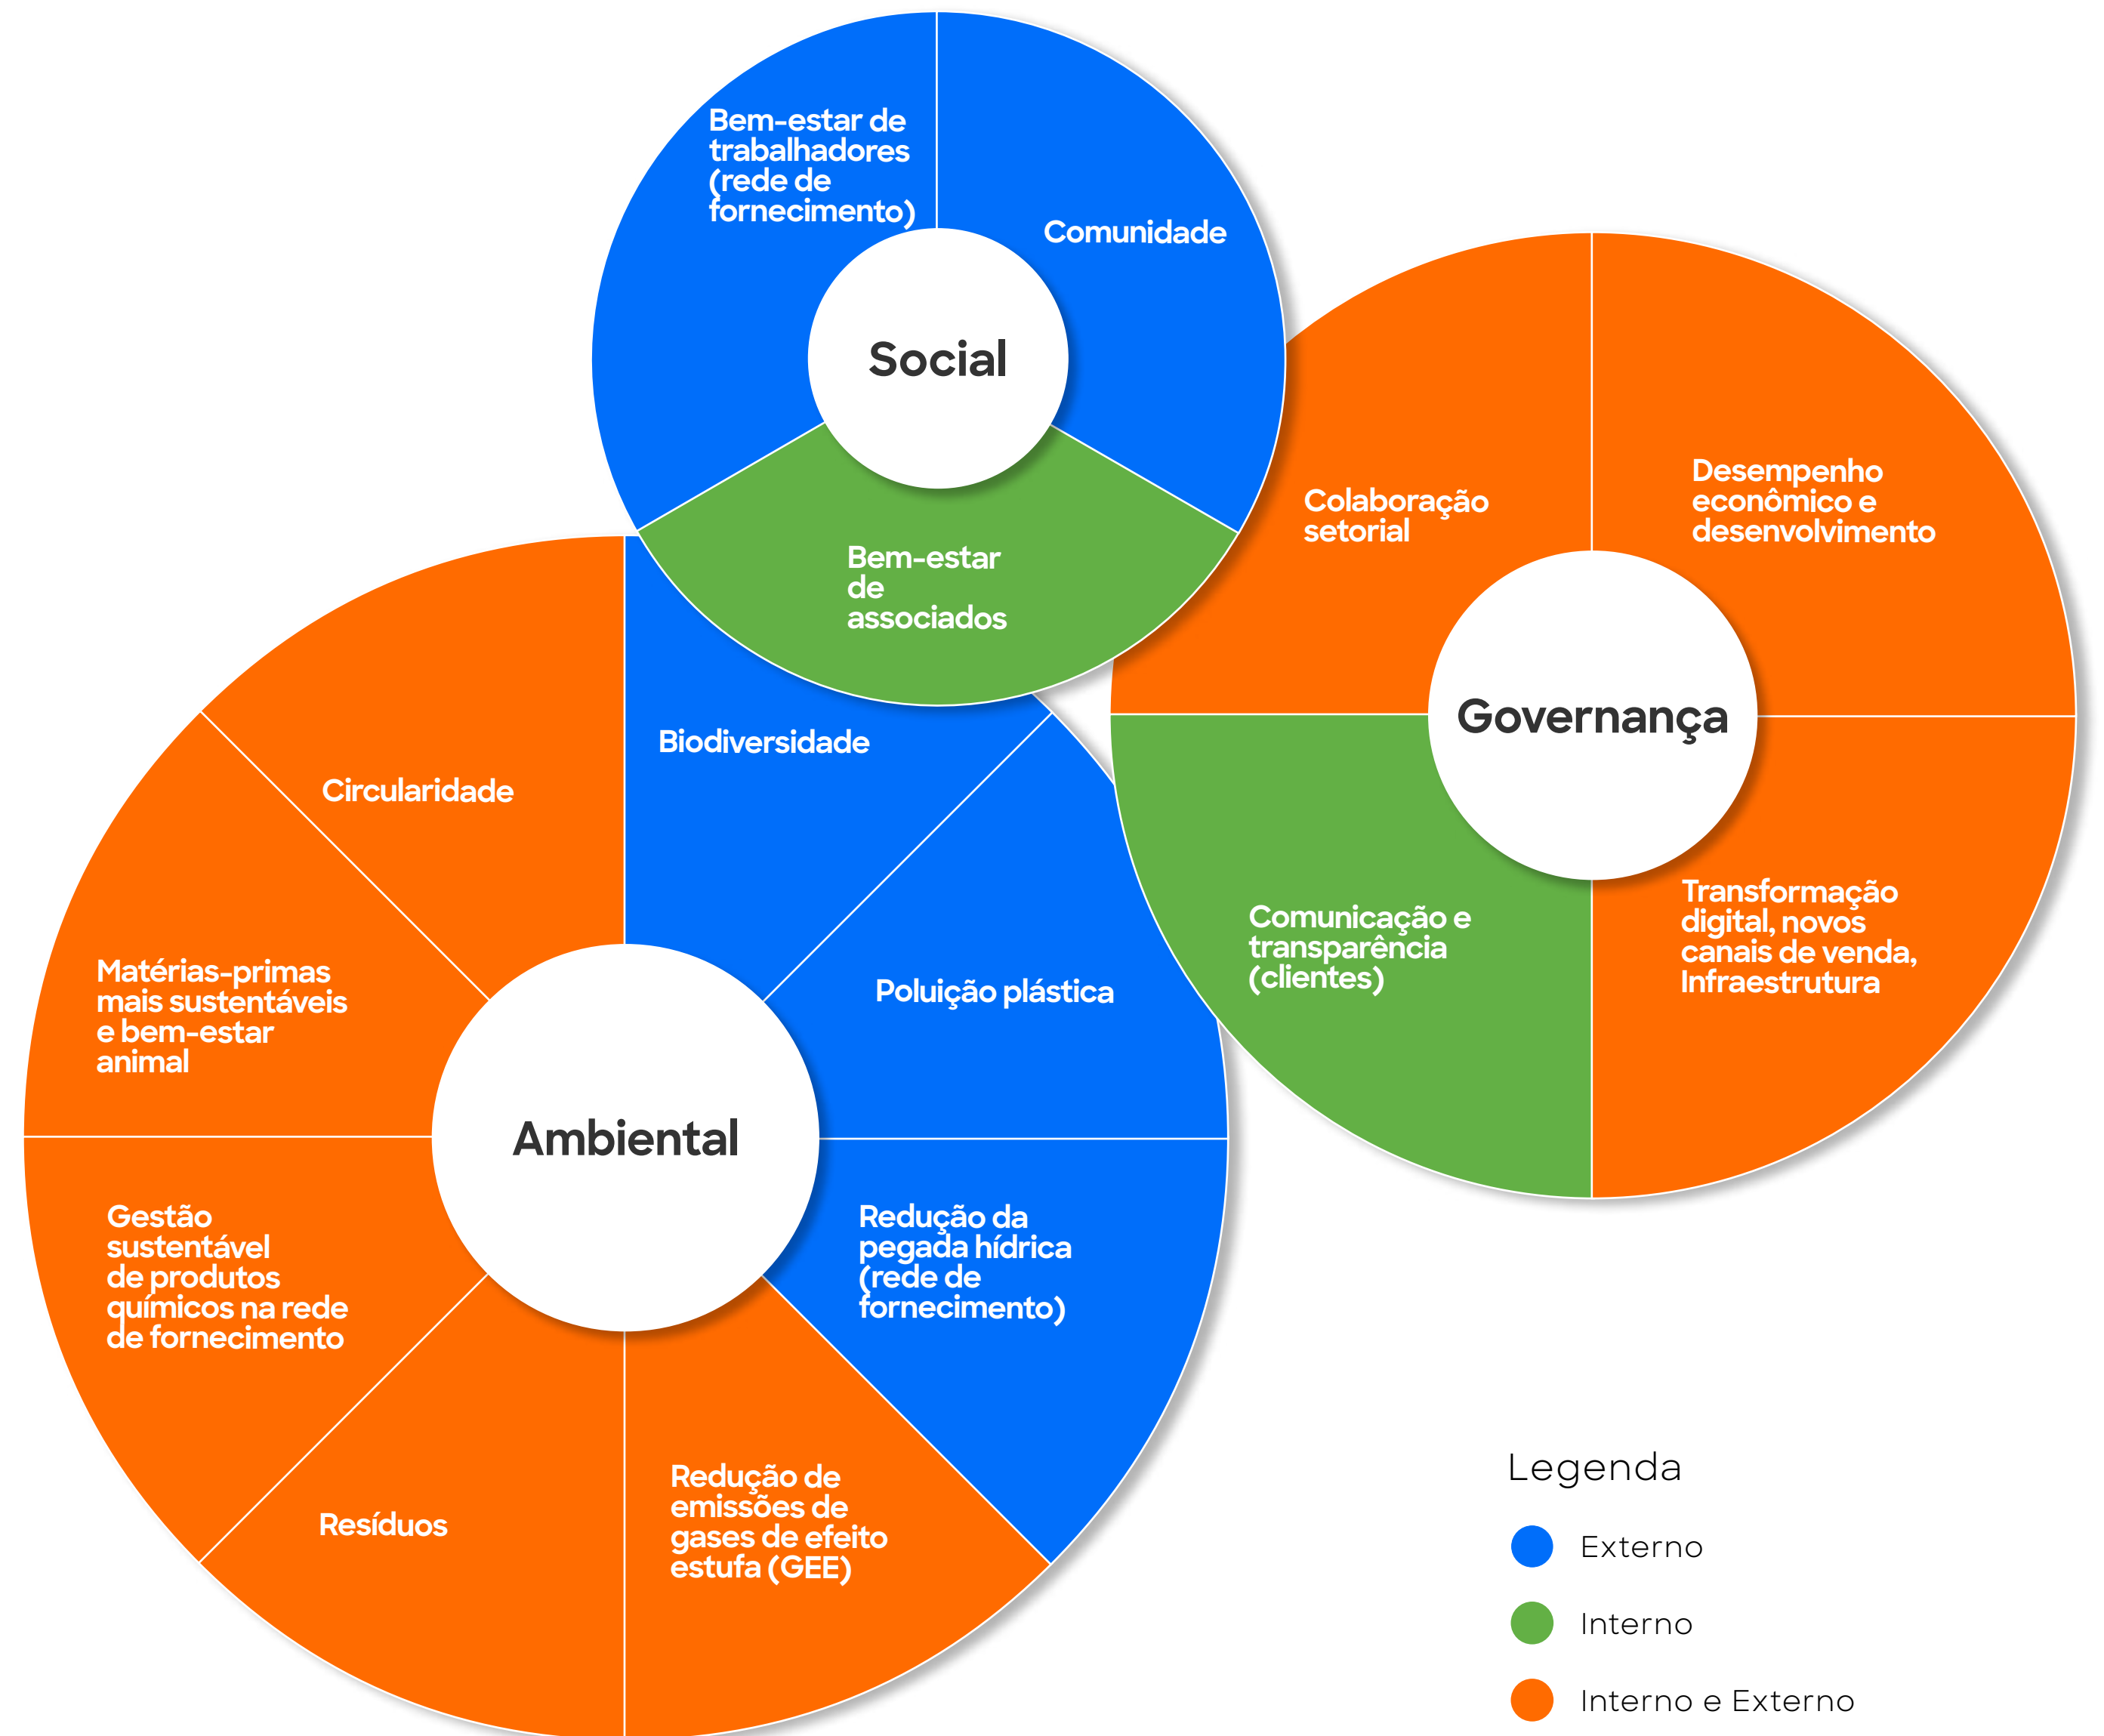 Bem-estar de
trabalhadores
(rede de
fornecimento)
Comunidade
Social
Bem-estar
de
associados
Colaboração
setorial
Desempenho
econômico e
desenvolvimento
Governança
Comunicação e
transparência
(clientes)
Transformação
digital, novos
canais de venda,
Infraestrutura
Biodiversidade
Circularidade
Poluição plástica
Matérias-primas
mais sustentáveis
e bem-estar
animal
Ambiental
Gestão
sustentável
de produtos
químicos na rede
de fornecimento
Redução da
pegada hídrica
(rede de
fornecimento)
Resíduos
Redução de
emissões de
gases de efeito
estufa (GEE)
Legenda
Externo
Interno
Interno e Externo